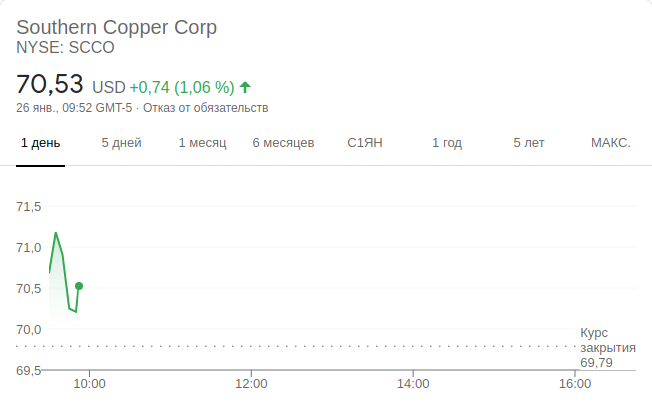 Southern Copper Corp
NYSE: SCCO
70,53 USD +0,74 (1,06 %)
26 янв., 09:52 GMT-5 · Отказ от обязательств
1 день 5 дней 1 месяц 6 месяцев С1ЯН 1 год 5 лет МАКС.
71,5
71,0
70,5
70,0
Курс
закрытия
69,79
69,5
10:00 12:00 14:00 16:00